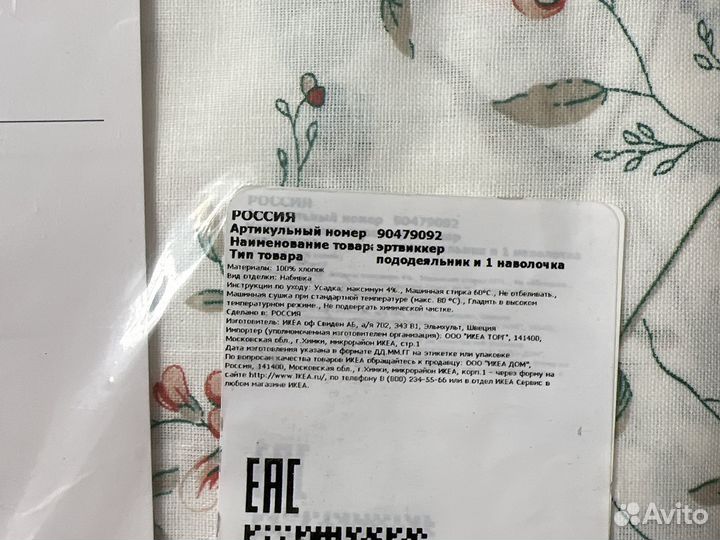 РОССИЯ
Артикульный номер 90479092
Наименование товара эртвиккер
Тип товара пододеяльник и 1 наволочка
Материалы: 100% хлопок
Вид отделки: Набивка
Инструкции по уходу: Усадка, максимум 4%., Машинная стирка 60°C., Не отбеливать.,
Машинная сушка при стандартной температуре (макс. 80 °C)., Гладить в высоком
температурном режиме., Не подвергать химической чистке.
Сделано в: РОССИЯ
Изготовитель: ИКЕА оф Свиден АБ, а/я 702, 343 81, Эльмхульт, Швеция
Импортер (уполномоченная изготовителем организация): ООО "ИКЕА ТОРГ", 141400,
Московская обл., г.Химки, микрорайон ИКЕА, стр.1
Дата изготовления указана в формате ДД.ММ.ГГ на этикетке или упаковке
По вопросам качества товаров ИКЕА обращайтесь к продавцу: ООО "ИКЕА ДОМ",
Россия, 141400, Московская обл., г.Химки, микрорайон ИКЕА, корп.1 - через форму на
сайте http://www.IKEA.ru/, по телефону 8 (800) 234-55-66 или в отдел ИКЕА Сервис в
любом магазине ИКЕА.
EAC
Avito